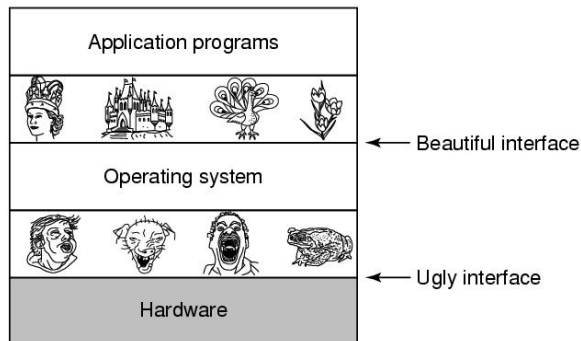 Application programs
Beautiful interface
Operating system
Ugly interface
Hardware